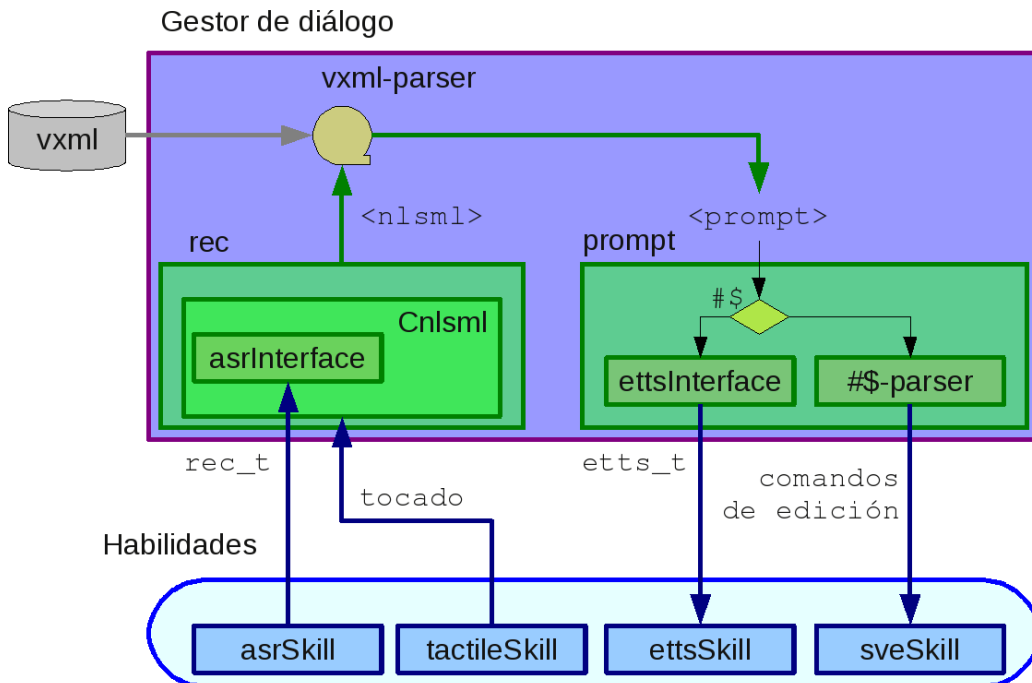 Gestor de diálogo
vxml-parser
vxml
<nlsml>
<prompt>
rec
prompt
#$
Cnlsml
asrInterface
ettsInterface
#$-parser
rec_t
etts_t
tocado
comandos
de edición
Habilidades
asrSkill
tactileSkill
ettsSkill
sveSkill